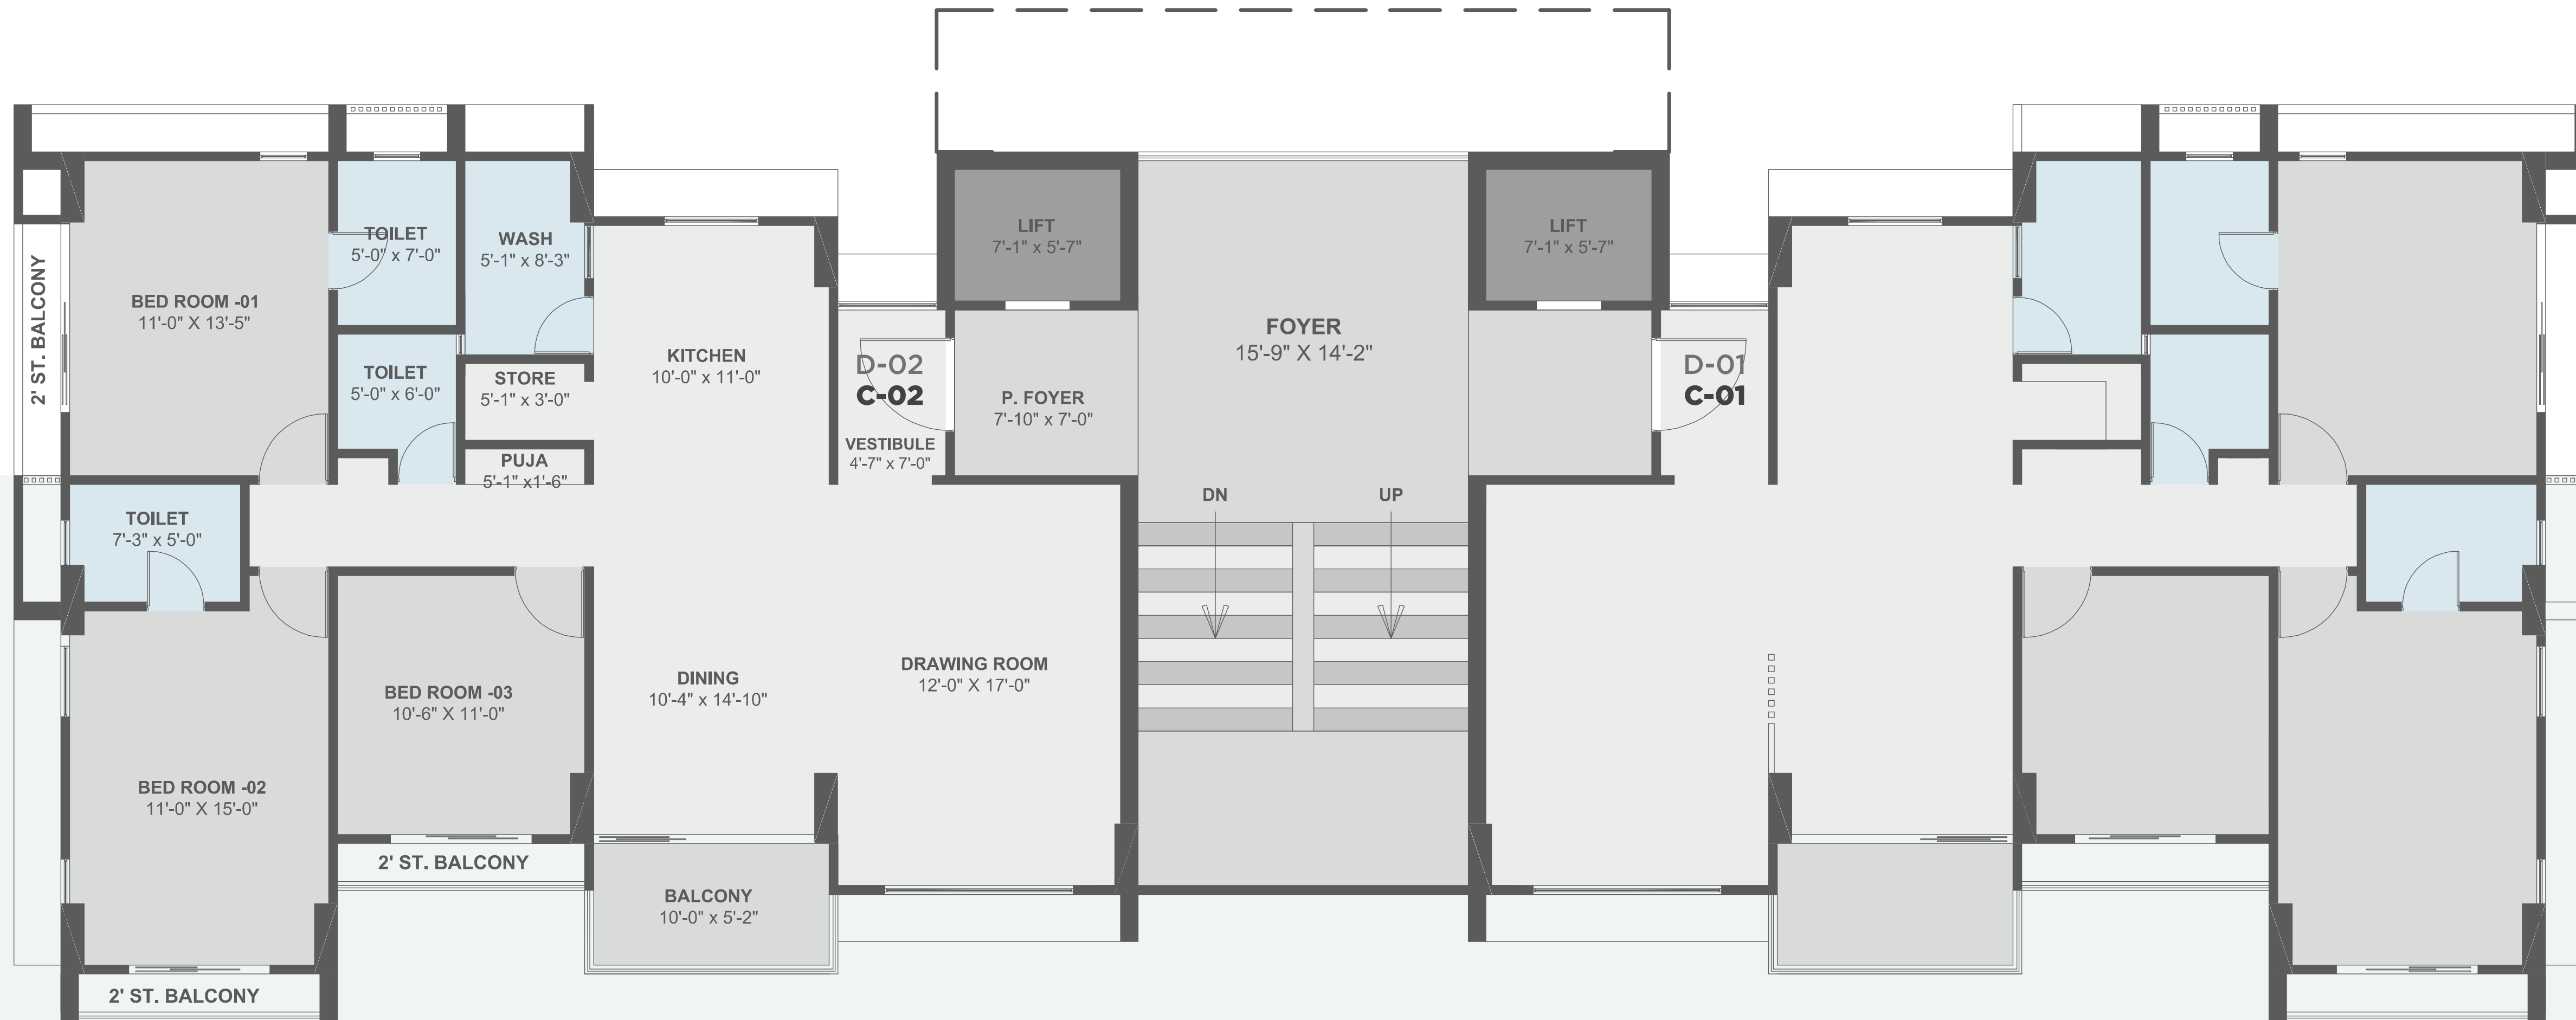 2' ST. BALCONY
BED ROOM -01
11'-0" X 13'-5"
TOILET
5'-0" x 7'-0"
WASH
5'-1" x 8'-3"
TOILET
5'-0" x 6'-0"
STORE
5'-1" x 3'-0"
PUJA
5'-1" x1'-6"
KITCHEN
10'-0" x 11'-0"
D-02
C-02
VESTIBULE
4'-7" x 7'-0"
LIFT
7'-1" x 5'-7"
P. FOYER
7'-10" x 7'-0"
FOYER
15'-9" X 14'-2"
LIFT
7'-1" x 5'-7"
D-01
C-01
DN
UP
TOILET
7'-3" x 5'-0"
BED ROOM -02
11'-0" X 15'-0"
BED ROOM -03
10'-6" X 11'-0"
DINING
10'-4" x 14'-10"
DRAWING ROOM
12'-0" X 17'-0"
2' ST. BALCONY
BALCONY
10'-0" x 5'-2"
2' ST. BALCONY